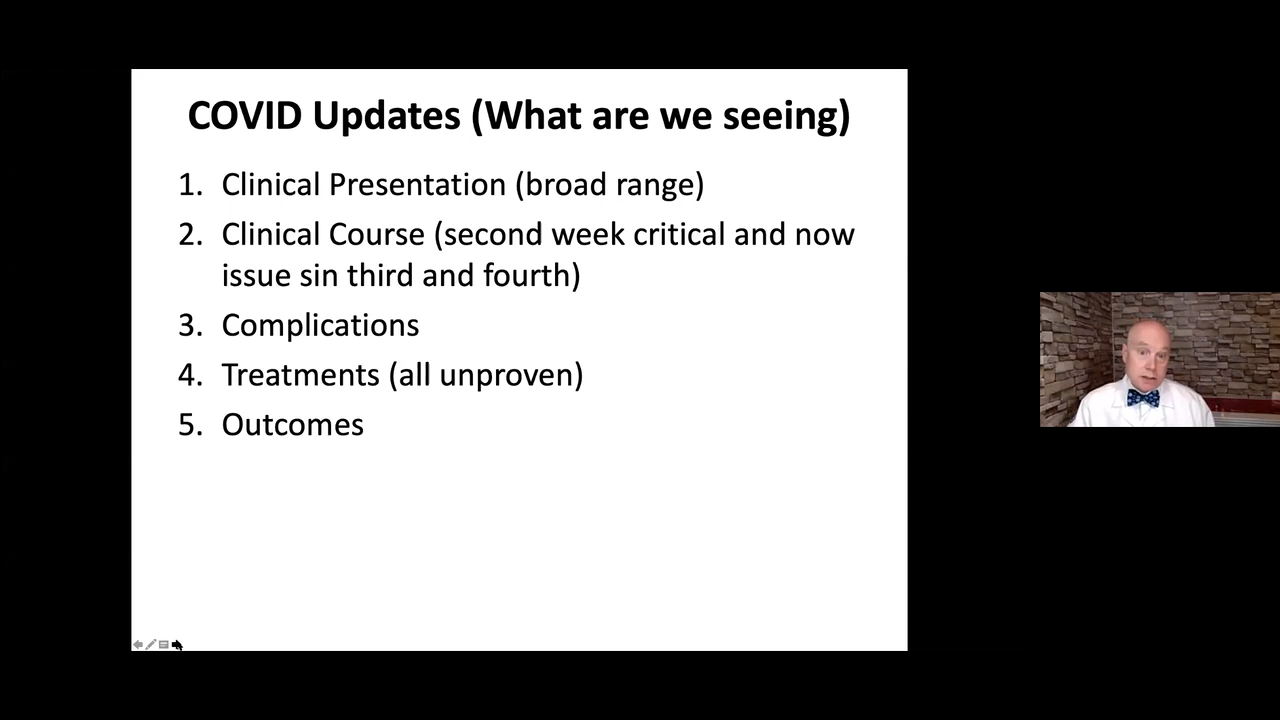 COVID Updates (What are we seeing)
1. Clinical Presentation (broad range)
2. Clinical Course (second week critical and now
issue sin third and fourth)
3. Complications
4. Treatments (all unproven)
5. Outcomes